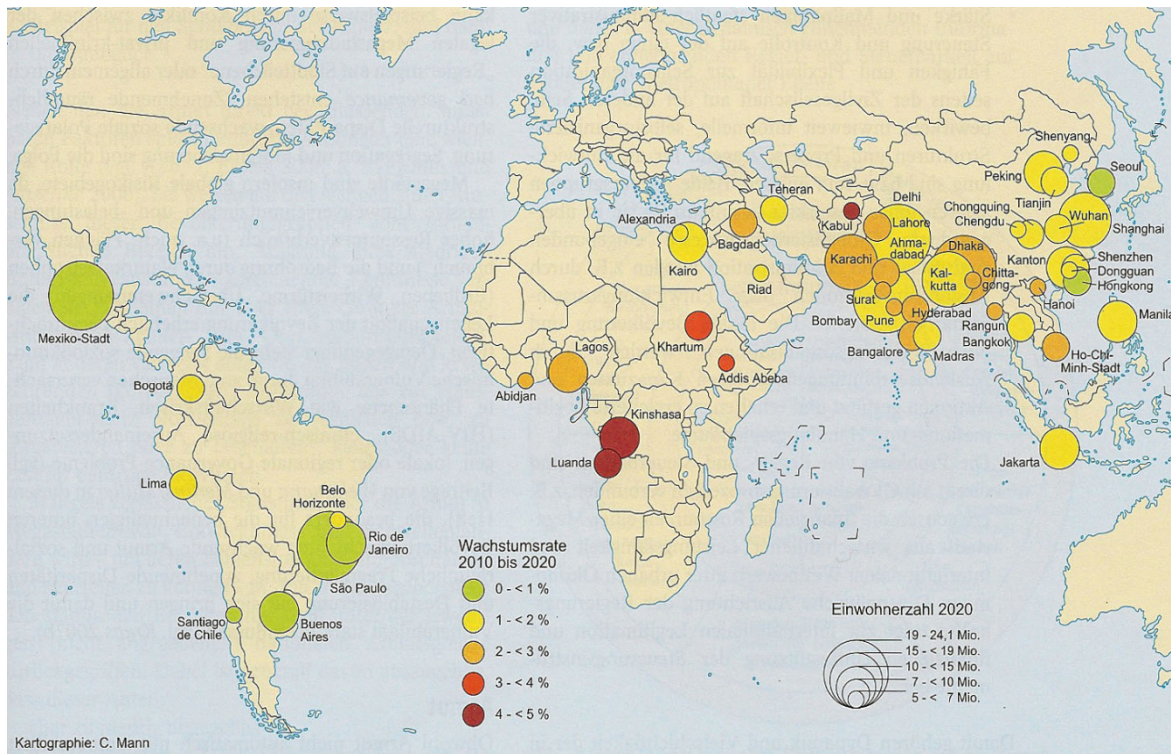 Shenyang
Seoul
Peking
Tianjin
Teheran
Delhi
Chongquing
Chengdu
Wuhan
Shanghai
Alexandria
Kabul
Lahore
Bagdad
Karachi
Ahma-
dabad
Dhaka
Kanton
Shenzhen
Dongguan
Hongkong
Kairo
Riad
Kal-
kutta
Chitta-
gong
Hanoi
Surat
Pune
Hyderabad
Bombay
Rangun
Manila
Bangkok
Mexiko-Stadt
Khartum
Bangalore
Madras
Ho-Chi-
Minh-Stadt
Lagos
Bogotá
Abidjan
Addis Abeba
Kinshasa
Luanda
Jakarta
Lima
Belo
Horizonte
Rio de
Janeiro
São Paulo
Santiago
de Chile
Buenos
Aires
Wachstumsrate
2010 bis 2020
0 - < 1 %
1 - < 2 %
2 - < 3 %
3 - < 4 %
4 - < 5 %
Einwohnerzahl 2020
19 - 24,1 Mio.
15 - < 19 Mio.
10 - < 15 Mio.
7 - < 10 Mio.
5 - < 7 Mio.
Kartographie: C. Mann